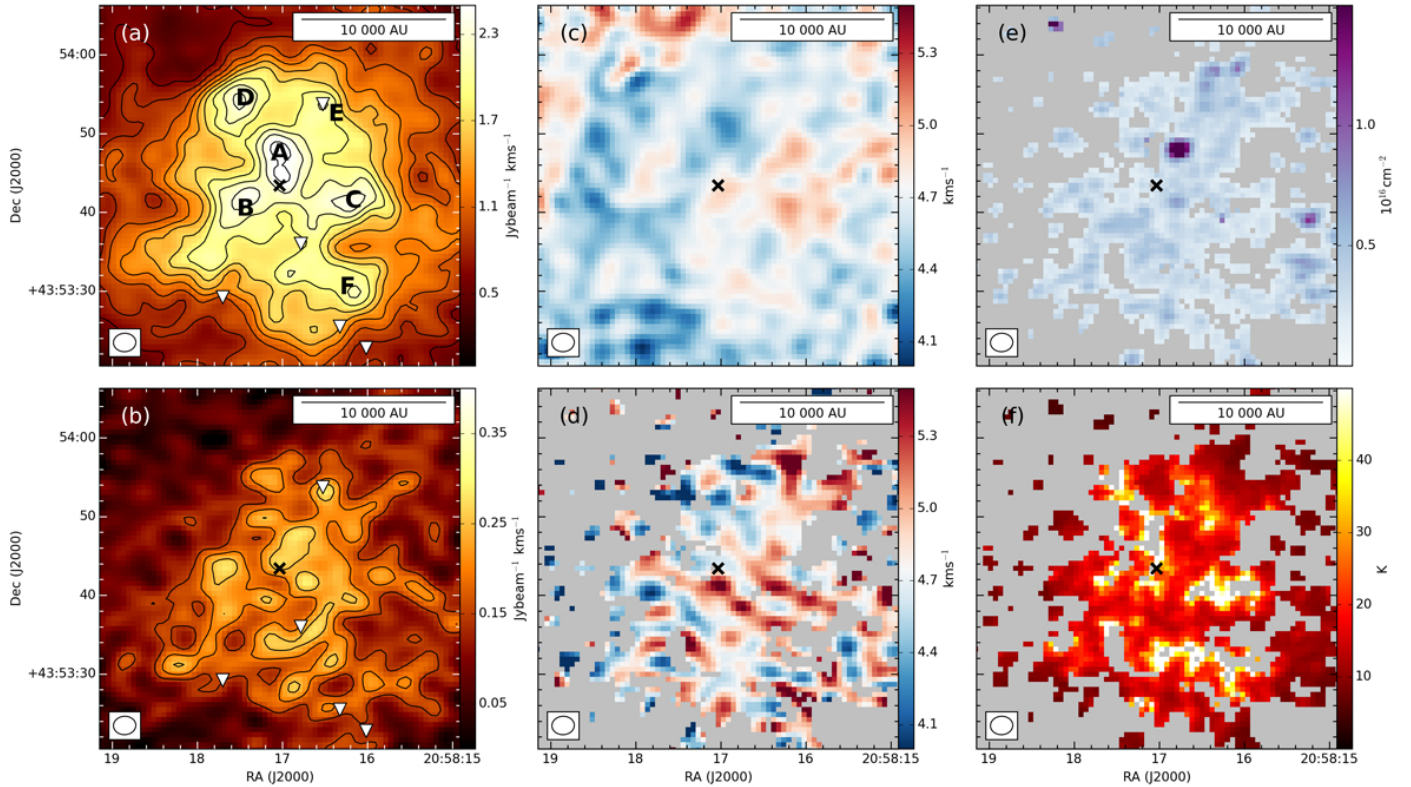 (a)
10 000 AU
54:00
50
40
+43:53:30
Dec (J2000)
D
E
A
B
C
F
2.3
1.7
1.1
0.5
Jybeam⁻¹ kms⁻¹
(c)
10 000 AU
5.3
5.0
4.7
4.4
4.1
kms⁻¹
(e)
10 000 AU
1.0
0.5
10¹⁶cm⁻²
(b)
10 000 AU
54:00
50
40
+43:53:30
Dec (J2000)
19
18
17
16
20:58:15
RA (J2000)
0.35
0.25
0.15
0.05
Jybeam⁻¹ kms⁻¹
(d)
10 000 AU
19
18
17
16
20:58:15
RA (J2000)
5.3
5.0
4.7
4.4
4.1
kms⁻¹
(f)
10 000 AU
19
18
17
16
20:58:15
RA (J2000)
40
30
20
10
K